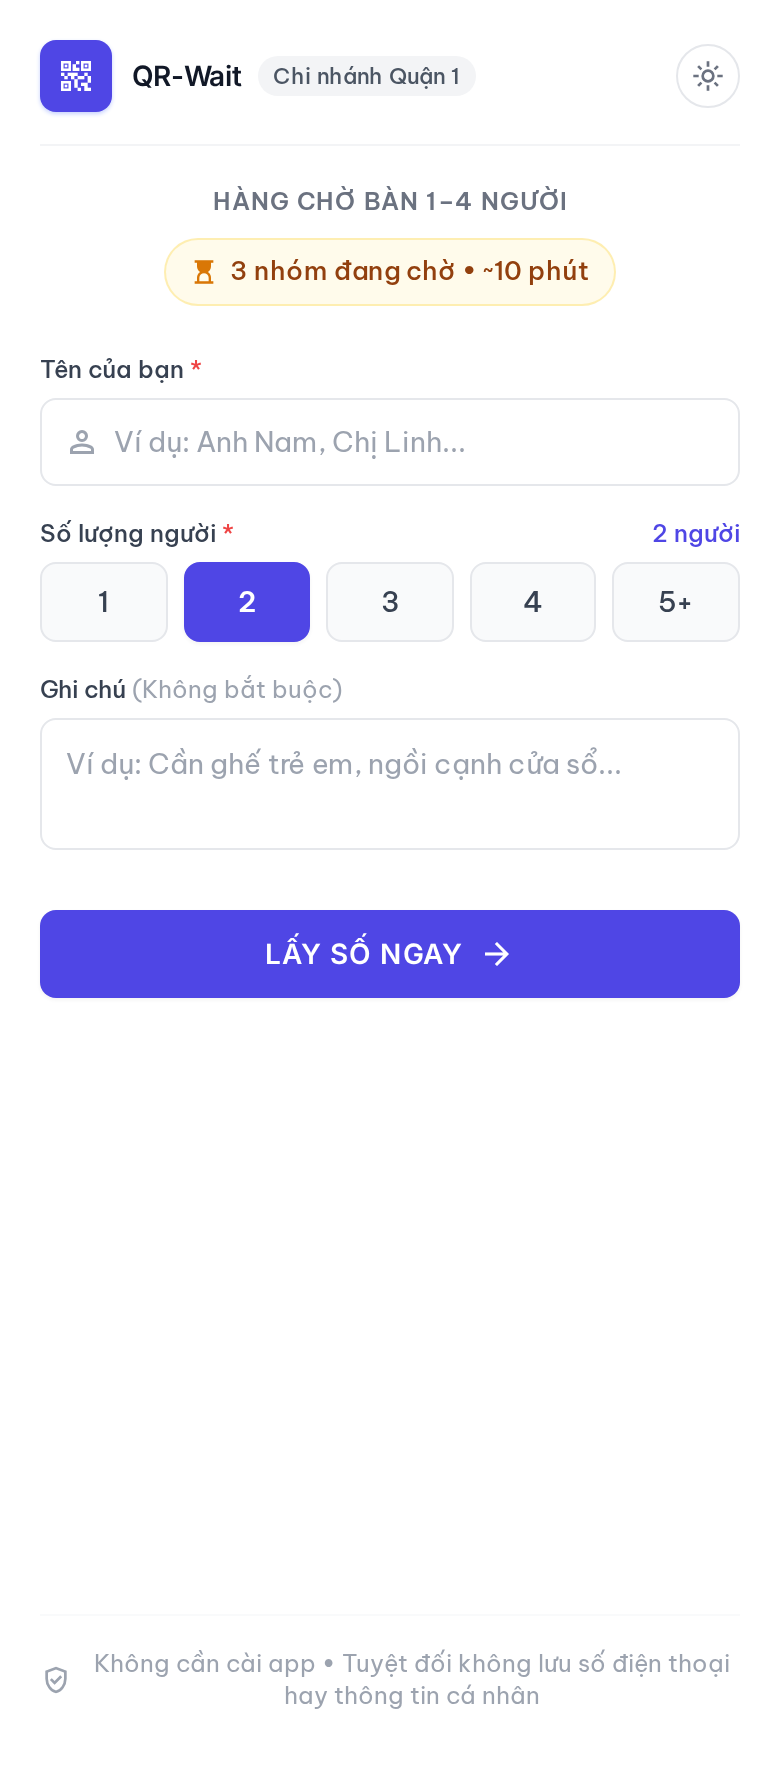 QR-Wait Chi nhánh Quận 1
HÀNG CHỜ BÀN 1–4 NGƯỜI
3 nhóm đang chờ • ~10 phút
Tên của bạn *
Ví dụ: Anh Nam, Chị Linh...
Số lượng người * 2 người
1 2 3 4 5+
Ghi chú (Không bắt buộc)
Ví dụ: Cần ghế trẻ em, ngồi cạnh cửa sổ...
LẤY SỐ NGAY →
Không cần cài app • Tuyệt đối không lưu số điện thoại
hay thông tin cá nhân